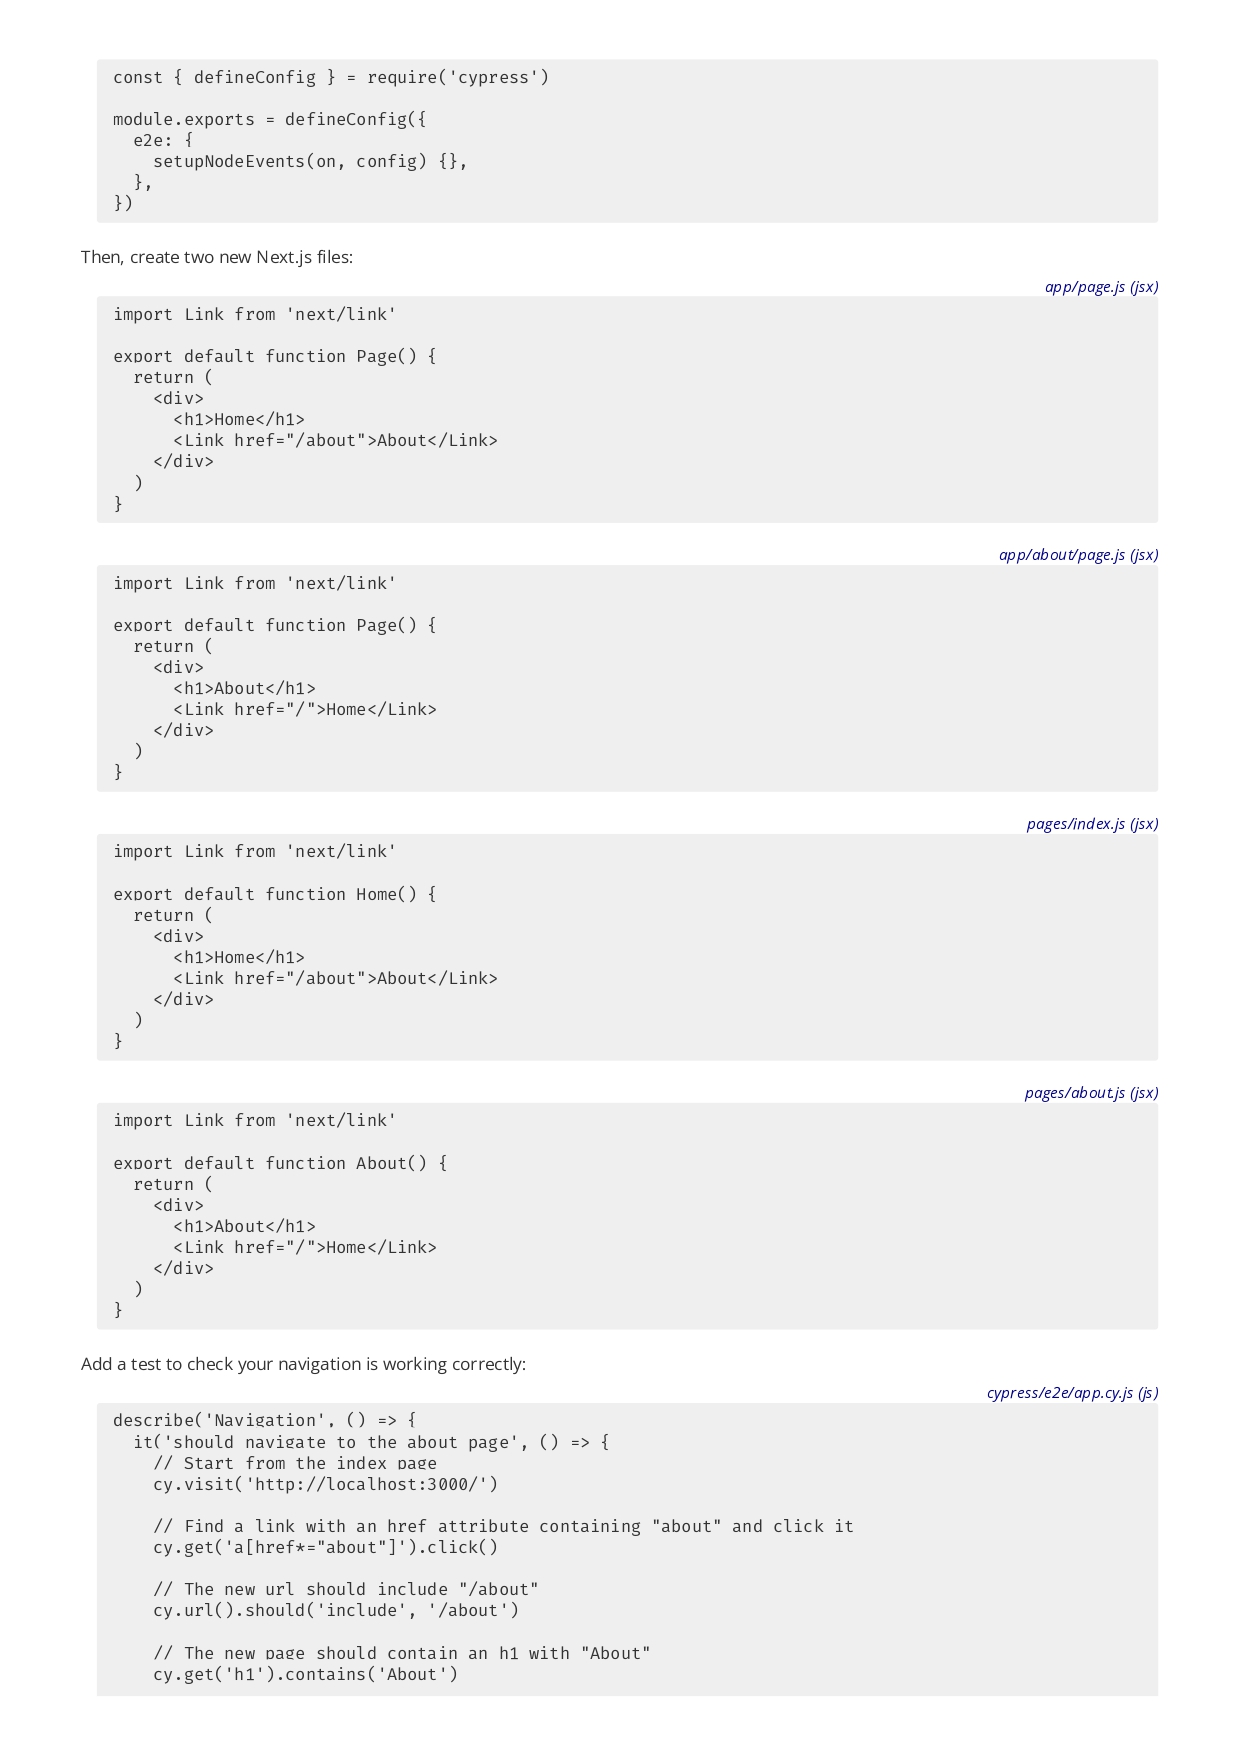 const { defineConfig } = require('cypress')

module.exports = defineConfig({
  e2e: {
    setupNodeEvents(on, config) {},
  },
})
Then, create two new Next.js files:
app/page.js (jsx)
import Link from 'next/link'

export default function Page() {
  return (
    <div>
      <h1>Home</h1>
      <Link href="/about">About</Link>
    </div>
  )
}
app/about/page.js (jsx)
import Link from 'next/link'

export default function Page() {
  return (
    <div>
      <h1>About</h1>
      <Link href="/">Home</Link>
    </div>
  )
}
pages/index.js (jsx)
import Link from 'next/link'

export default function Home() {
  return (
    <div>
      <h1>Home</h1>
      <Link href="/about">About</Link>
    </div>
  )
}
pages/about.js (jsx)
import Link from 'next/link'

export default function About() {
  return (
    <div>
      <h1>About</h1>
      <Link href="/">Home</Link>
    </div>
  )
}
Add a test to check your navigation is working correctly:
cypress/e2e/app.cy.js (js)
describe('Navigation', () => {
  it('should navigate to the about page', () => {
    // Start from the index page
    cy.visit('http://localhost:3000/')

    // Find a link with an href attribute containing "about" and click it
    cy.get('a[href*="about"]').click()

    // The new url should include "/about"
    cy.url().should('include', '/about')

    // The new page should contain an h1 with "About"
    cy.get('h1').contains('About')